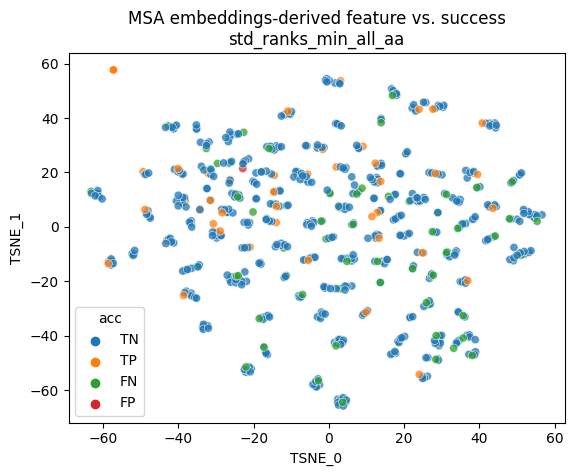 MSA embeddings-derived feature vs. success
std_ranks_min_all_aa
60
40
20
0
−20
−40
−60
TSNE_1
acc
TN
TP
FN
FP
−60
−40
−20
0
20
40
60
TSNE_0